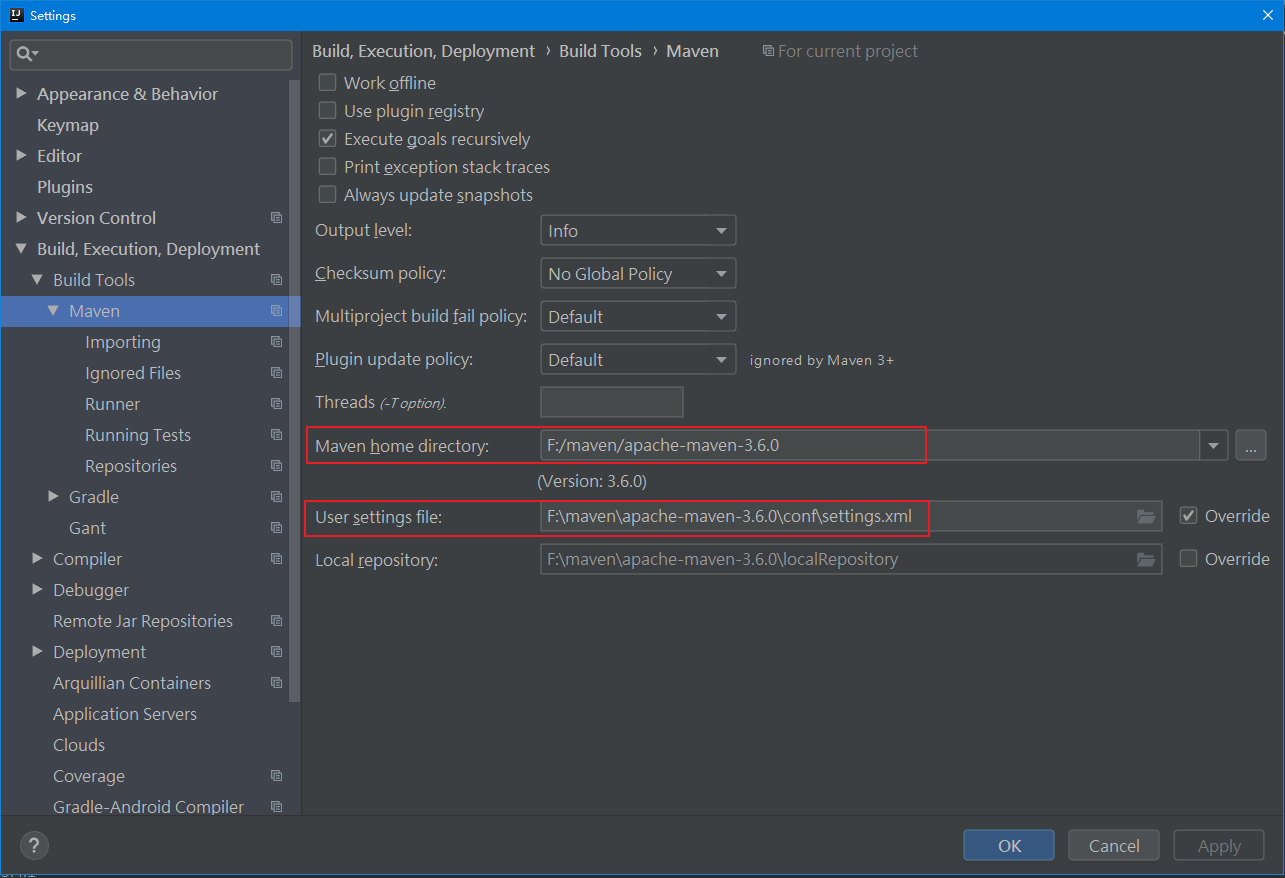 Settings
Appearance & Behavior
Keymap
Editor
Plugins
Version Control
Build, Execution, Deployment
Build Tools
Maven
Importing
Ignored Files
Runner
Running Tests
Repositories
Gradle
Gant
Compiler
Debugger
Remote Jar Repositories
Deployment
Arquillian Containers
Application Servers
Clouds
Coverage
Gradle-Android Compiler
Build, Execution, Deployment › Build Tools › Maven For current project
Work offline
Use plugin registry
Execute goals recursively
Print exception stack traces
Always update snapshots
Output level: Info
Checksum policy: No Global Policy
Multiproject build fail policy: Default
Plugin update policy: Default ignored by Maven 3+
Threads (-T option).
Maven home directory: F:/maven/apache-maven-3.6.0 ...
(Version: 3.6.0)
User settings file: F:\maven\apache-maven-3.6.0\conf\settings.xml Override
Local repository: F:\maven\apache-maven-3.6.0\localRepository Override
? OK Cancel Apply